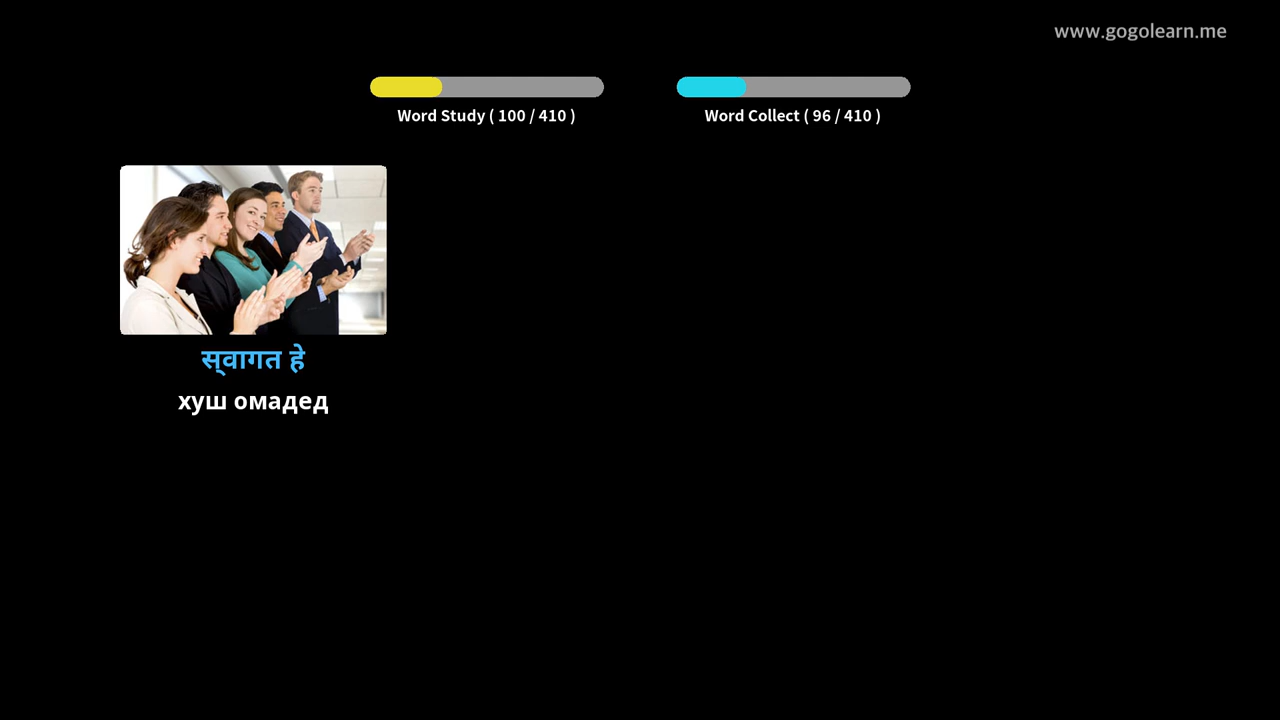 www.gogolearn.me
Word Study ( 100 / 410 )
Word Collect ( 96 / 410 )
स्‌वागत हे
хуш омадед